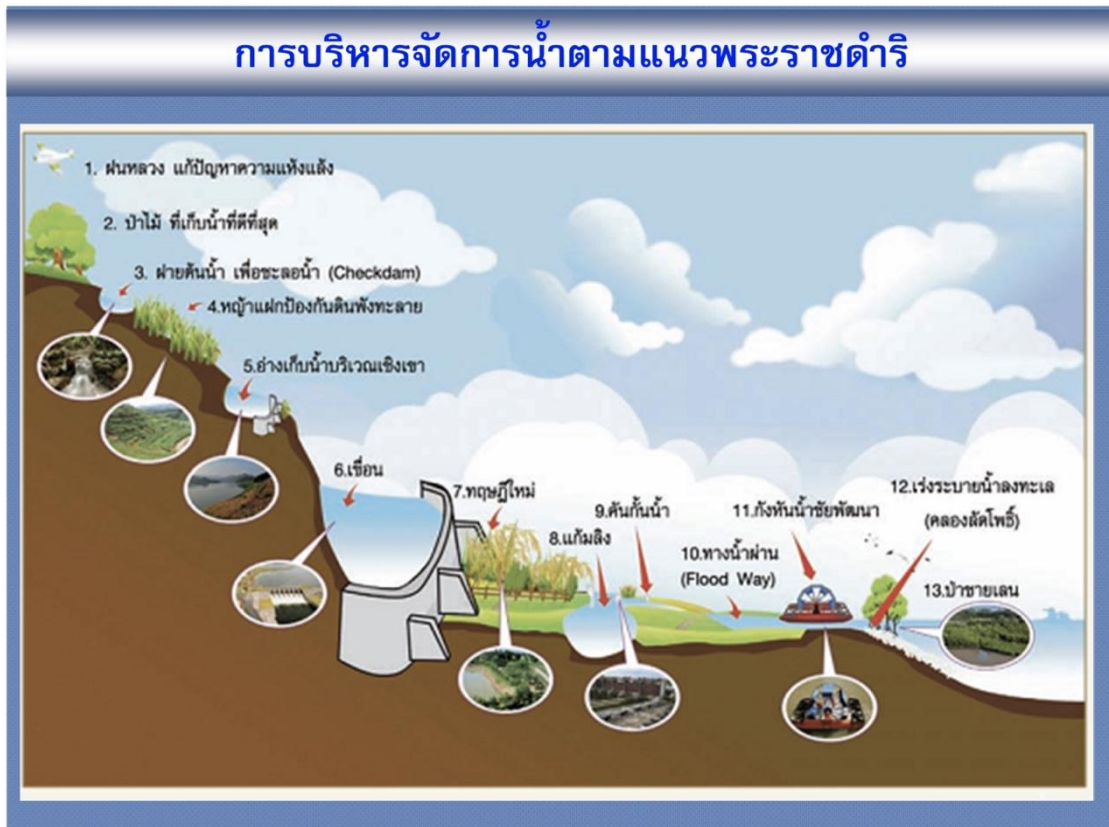 การบริหารจัดการน้ำตามแนวพระราชดำริ
1. ฝนหลวง แก้ปัญหาความแห้งแล้ง
2. ป่าไม้ ที่เก็บน้ำที่ดีที่สุด
3. ฝายต้นน้ำ เพื่อชะลอน้ำ (Checkdam)
4.หญ้าแฝกป้องกันดินพังทะลาย
5.อ่างเก็บน้ำบริเวณเชิงเขา
6.เขื่อน
7.ทฤษฎีใหม่
8.แก้มลิง
9.คันกั้นน้ำ
10.ทางน้ำผ่าน
(Flood Way)
11.กังหันน้ำชัยพัฒนา
12.เร่งระบายน้ำลงทะเล
(คลองลัดโพธิ์)
13.ป่าชายเลน